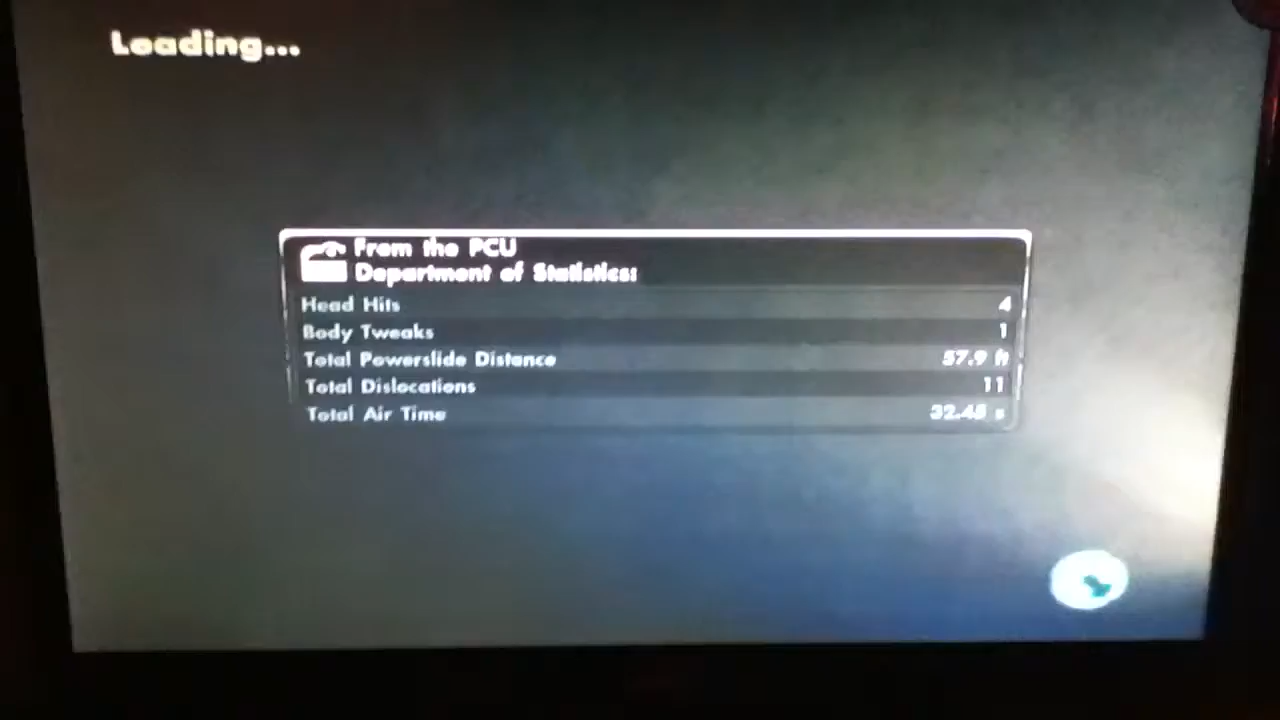 Loading...
From the PCU
Department of Statistics:
Head Hits 4
Body Tweaks 1
Total Powerslide Distance 57.9 ft
Total Dislocations 11
Total Air Time 32.45 s